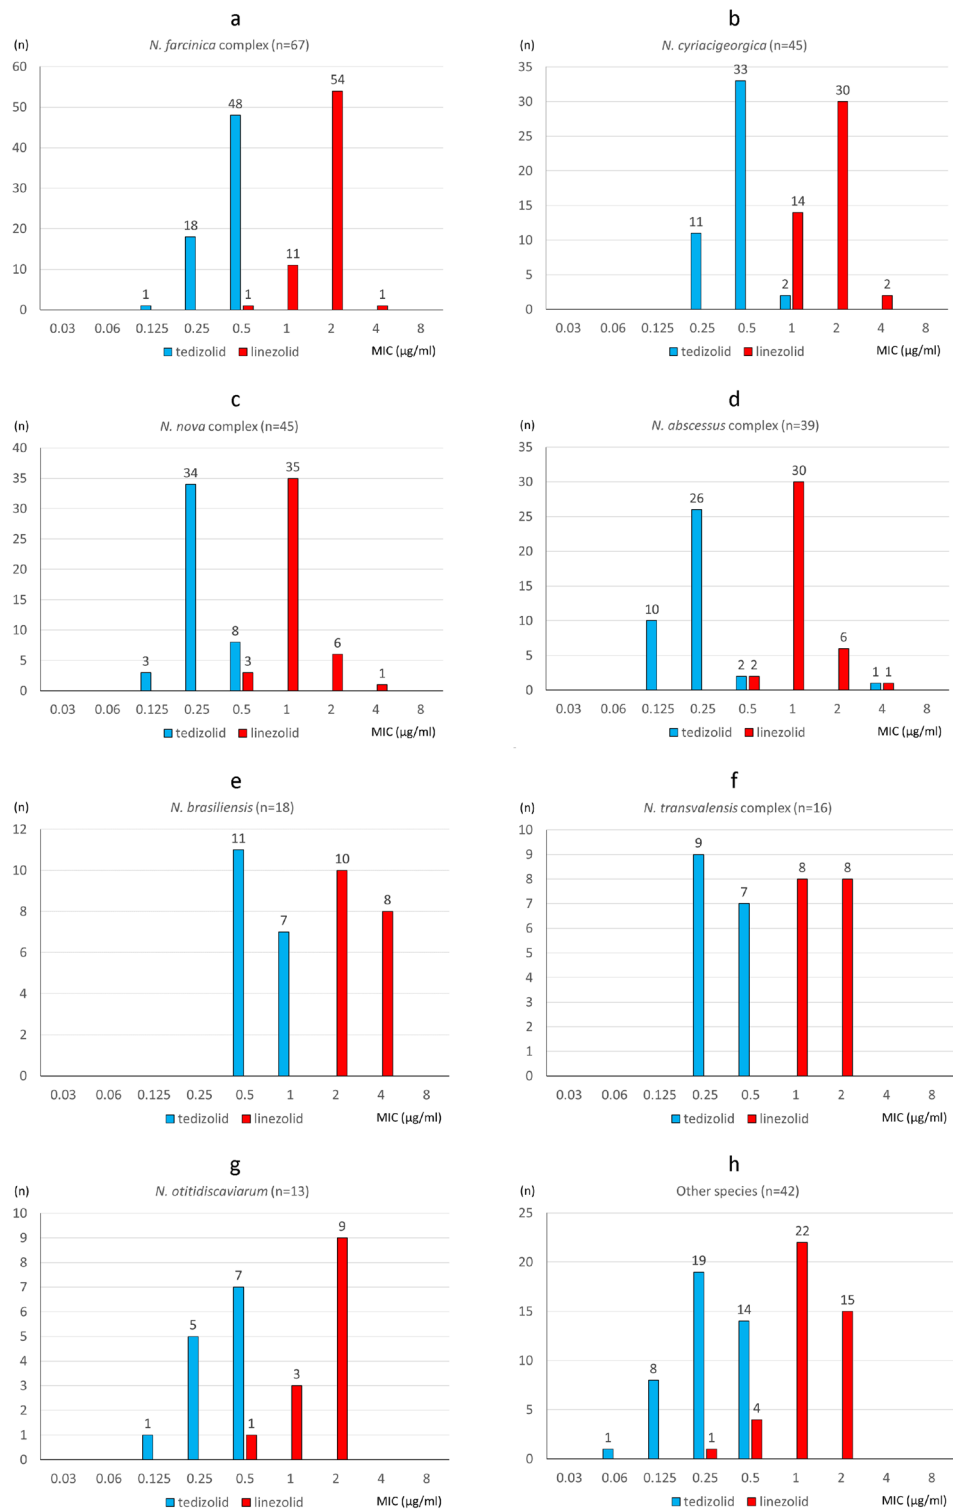 a
(n)
N. farcinica complex (n=67)
60
50
40
30
20
10
0
1
18
48
1
11
54
1
0.03 0.06 0.125 0.25 0.5 1 2 4 8
tedizolid linezolid MIC (µg/ml)
b
(n)
N. cyriacigeorgica (n=45)
35
30
25
20
15
10
5
0
11
33
2
14
30
2
0.03 0.06 0.125 0.25 0.5 1 2 4 8
tedizolid linezolid MIC (µg/ml)
c
(n)
N. nova complex (n=45)
40
35
30
25
20
15
10
5
0
3
34
8
3
35
6
1
0.03 0.06 0.125 0.25 0.5 1 2 4 8
tedizolid linezolid MIC (µg/ml)
d
(n)
N. abscessus complex (n=39)
35
30
25
20
15
10
5
0
10
26
2 2
30
6
1 1
0.03 0.06 0.125 0.25 0.5 1 2 4 8
tedizolid linezolid MIC (µg/ml)
e
(n)
N. brasiliensis (n=18)
12
10
8
6
4
2
0
11
7
10
8
0.03 0.06 0.125 0.25 0.5 1 2 4 8
tedizolid linezolid MIC (µg/ml)
f
(n)
N. transvalensis complex (n=16)
10
9
8
7
6
5
4
3
2
1
0
9
7
8
8
0.03 0.06 0.125 0.25 0.5 1 2 4 8
tedizolid linezolid MIC (µg/ml)
g
(n)
N. otitidiscaviarum (n=13)
10
9
8
7
6
5
4
3
2
1
0
1
5
7
1
3
9
0.03 0.06 0.125 0.25 0.5 1 2 4 8
tedizolid linezolid MIC (µg/ml)
h
(n)
Other species (n=42)
25
20
15
10
5
0
1
8
19
1
14
4
22
15
0.03 0.06 0.125 0.25 0.5 1 2 4 8
tedizolid linezolid MIC (µg/ml)